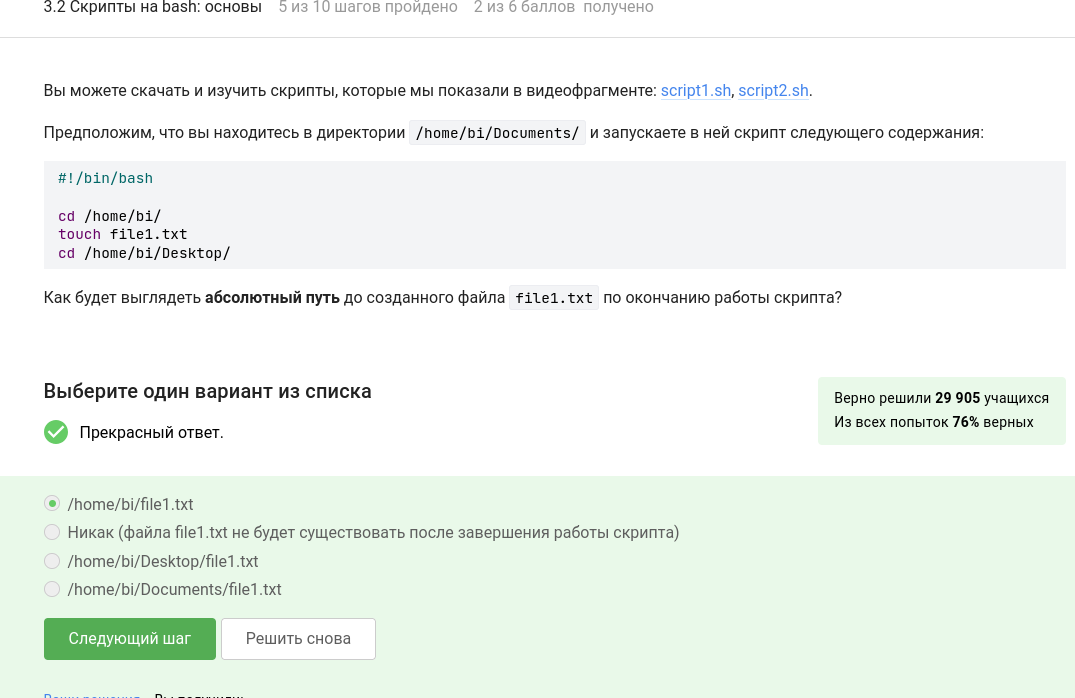 3.2 Скрипты на bash: основы 5 из 10 шагов пройдено 2 из 6 баллов получено
Вы можете скачать и изучить скрипты, которые мы показали в видеофрагменте: script1.sh, script2.sh.
Предположим, что вы находитесь в директории /home/bi/Documents/ и запускаете в ней скрипт следующего содержания:
#!/bin/bash
cd /home/bi/
touch file1.txt
cd /home/bi/Desktop/
Как будет выглядеть абсолютный путь до созданного файла file1.txt по окончанию работы скрипта?
Выберите один вариант из списка
Прекрасный ответ.
Верно решили 29 905 учащихся
Из всех попыток 76% верных
/home/bi/file1.txt
Никак (файла file1.txt не будет существовать после завершения работы скрипта)
/home/bi/Desktop/file1.txt
/home/bi/Documents/file1.txt
Следующий шаг Решить снова
Ваши решения Вы получили: